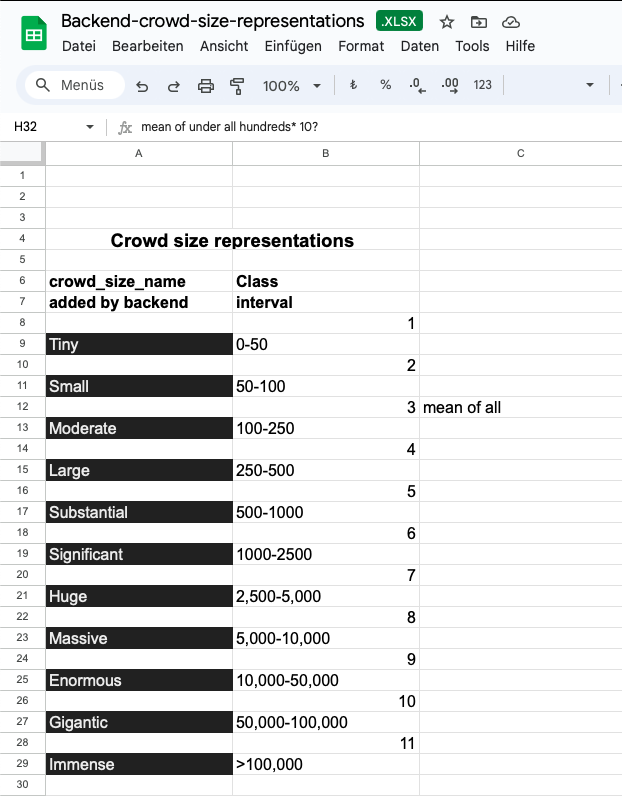 Backend-crowd-size-representations .XLSX
Datei Bearbeiten Ansicht Einfügen Format Daten Tools Hilfe
Menüs 100% ₺ % .0 .00 123
H32 fx mean of under all hundreds* 10?
A B C
1
2
3
4 Crowd size representations
5
6 crowd_size_name Class
7 added by backend interval
8 1
9 Tiny 0-50
10 2
11 Small 50-100
12 3 mean of all
13 Moderate 100-250
14 4
15 Large 250-500
16 5
17 Substantial 500-1000
18 6
19 Significant 1000-2500
20 7
21 Huge 2,500-5,000
22 8
23 Massive 5,000-10,000
24 9
25 Enormous 10,000-50,000
26 10
27 Gigantic 50,000-100,000
28 11
29 Immense >100,000
30